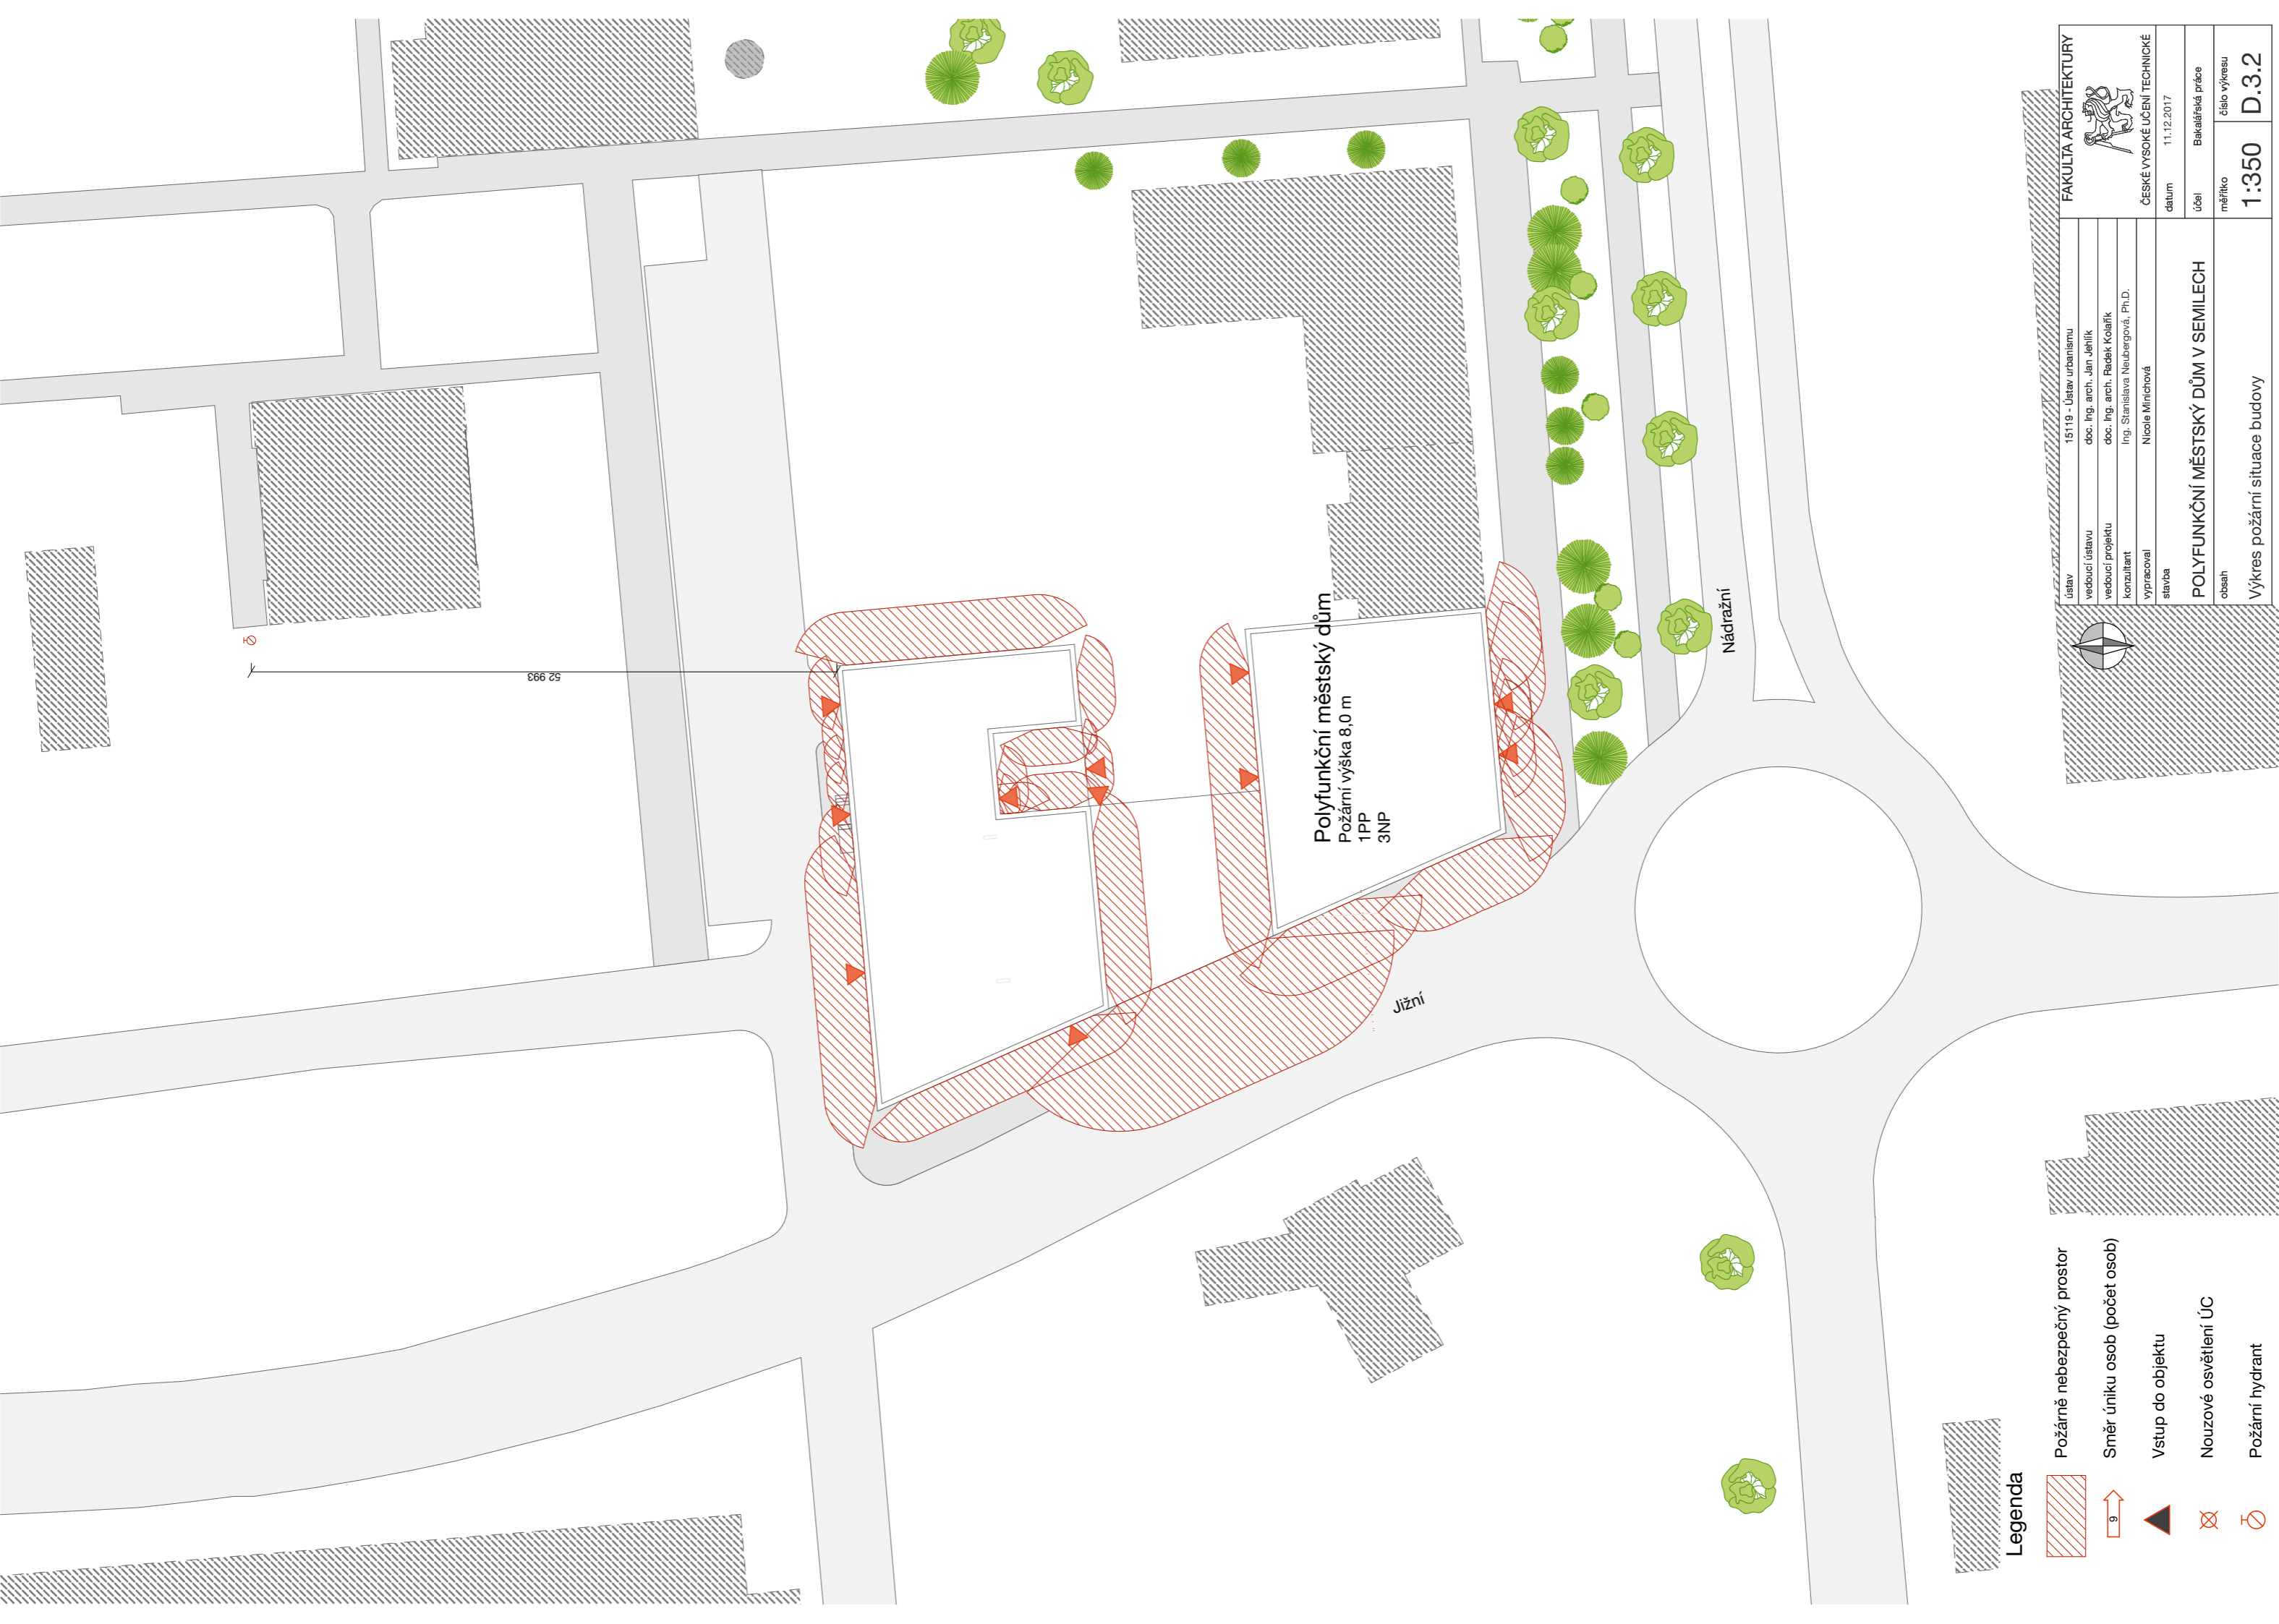 52 993
Polyfunkční městský dům
Požární výška 8,0 m
1PP
3NP
Nádražní
Jižní
Legenda
Požárně nebezpečný prostor
9
Směr úniku osob (počet osob)
Vstup do objektu
Nouzové osvětlení ÚC
Požární hydrant
ústav 15119 - Ústav urbanismu
vedoucí ústavu doc. Ing. arch. Jan Jehlík
vedoucí projektu doc. Ing. arch. Radek Kolařík
konzultant Ing. Stanislava Neubergová, Ph.D.
vypracoval Nicole Minichová
stavba
POLYFUNKČNÍ MĚSTSKÝ DŮM V SEMILECH
obsah
Výkres požární situace budovy
FAKULTA ARCHITEKTURY
ČESKÉ VYSOKÉ UČENÍ TECHNICKÉ
datum 11.12.2017
účel Bakalářská práce
měřítko číslo výkresu
1:350 D.3.2